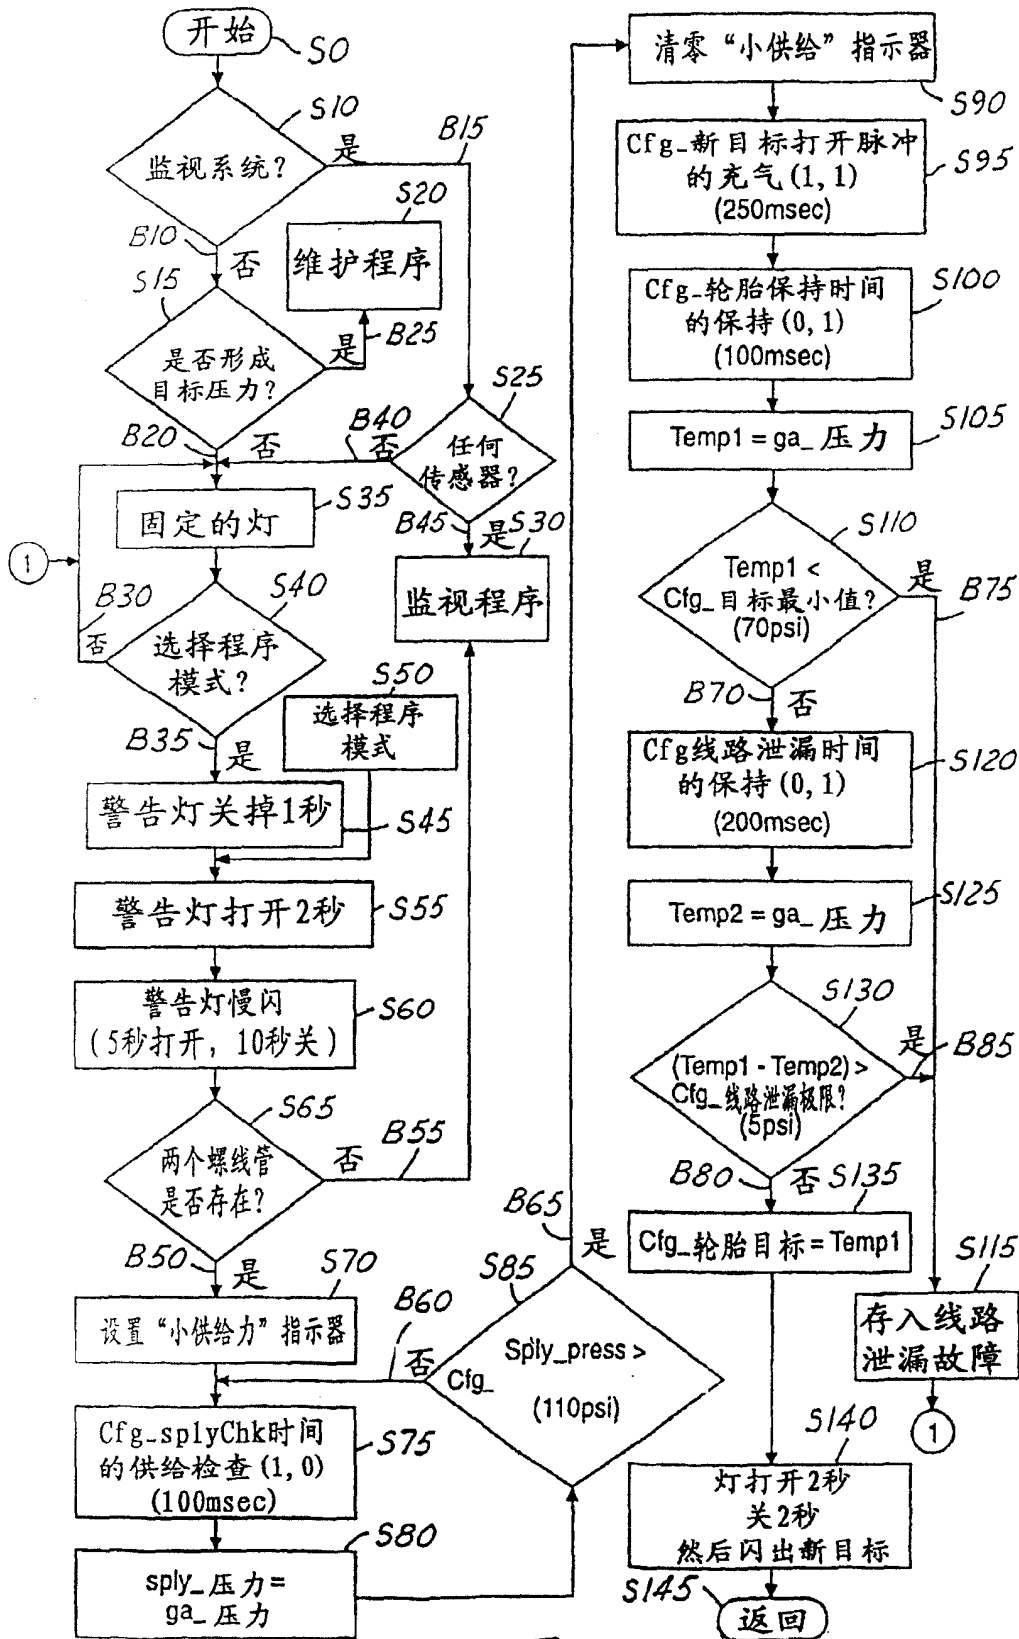 开始
S0
S10
监视系统?
是
B15
B10
否
S20
维护程序
S15
是否形成
目标压力?
是
B25
B20
否
S25
任何
传感器?
B40
否
B45
是
S30
监视程序
固定的灯
S35
1
B30
否
S40
选择程序
模式?
B35
是
S50
选择程序
模式
警告灯关掉1秒
S45
警告灯打开2秒
S55
警告灯慢闪
(5秒打开, 10秒关)
S60
S65
两个螺线管
是否存在?
否
B55
B50
是
S70
设置“小供给力”指示器
B60
否
S85
B65
是
Sply_press >
Cfg_
(110psi)
Cfg_splyChk时间
的供给检查(1,0)
(100msec)
S75
S80
sply_压力=
ga_压力
清零“小供给”指示器
S90
Cfg_新目标打开脉冲
的充气(1,1)
(250msec)
S95
Cfg_轮胎保持时间
的保持(0,1)
(100msec)
S100
Temp1 = ga_压力
S105
S110
Temp1 <
Cfg_目标最小值?
(70psi)
是
B75
B70
否
Cfg线路泄漏时间
的保持(0,1)
(200msec)
S120
Temp2 = ga_压力
S125
S130
(Temp1 - Temp2) >
Cfg_线路泄漏极限?
(5psi)
是
B85
B80
否
S135
Cfg_轮胎目标=Temp1
S115
存入线路
泄漏故障
1
S140
灯打开2秒
关2秒
然后闪出新目标
S145
返回